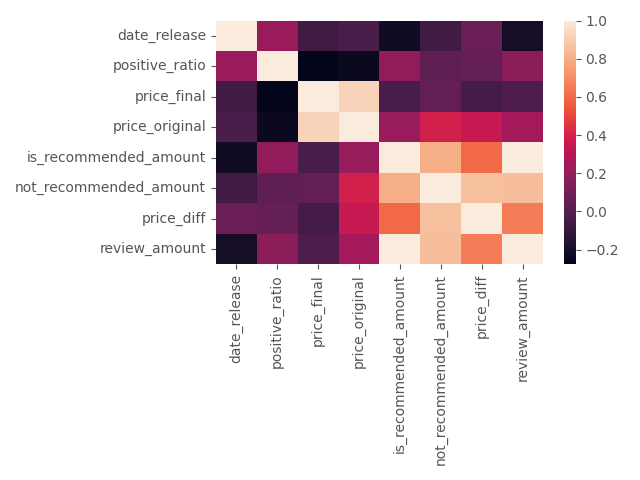 date_release
positive_ratio
price_final
price_original
is_recommended_amount
not_recommended_amount
price_diff
review_amount
date_release
positive_ratio
price_final
price_original
is_recommended_amount
not_recommended_amount
price_diff
review_amount
1.0
0.8
0.6
0.4
0.2
0.0
−0.2